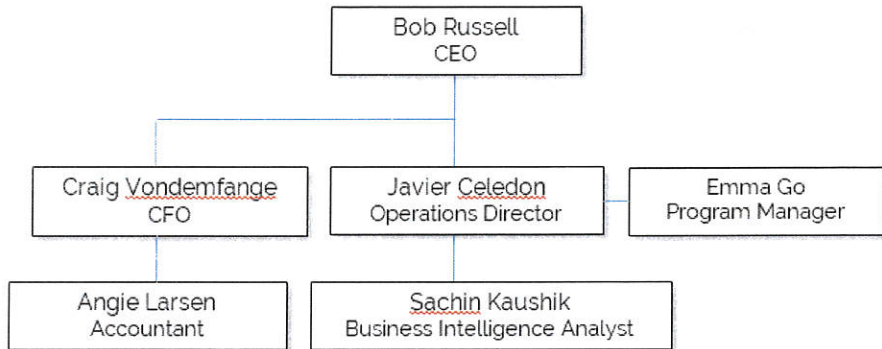 Bob Russell
CEO
Craig Vondemfange
CFO
Javier Celedon
Operations Director
Emma Go
Program Manager
Angie Larsen
Accountant
Sachin Kaushik
Business Intelligence Analyst